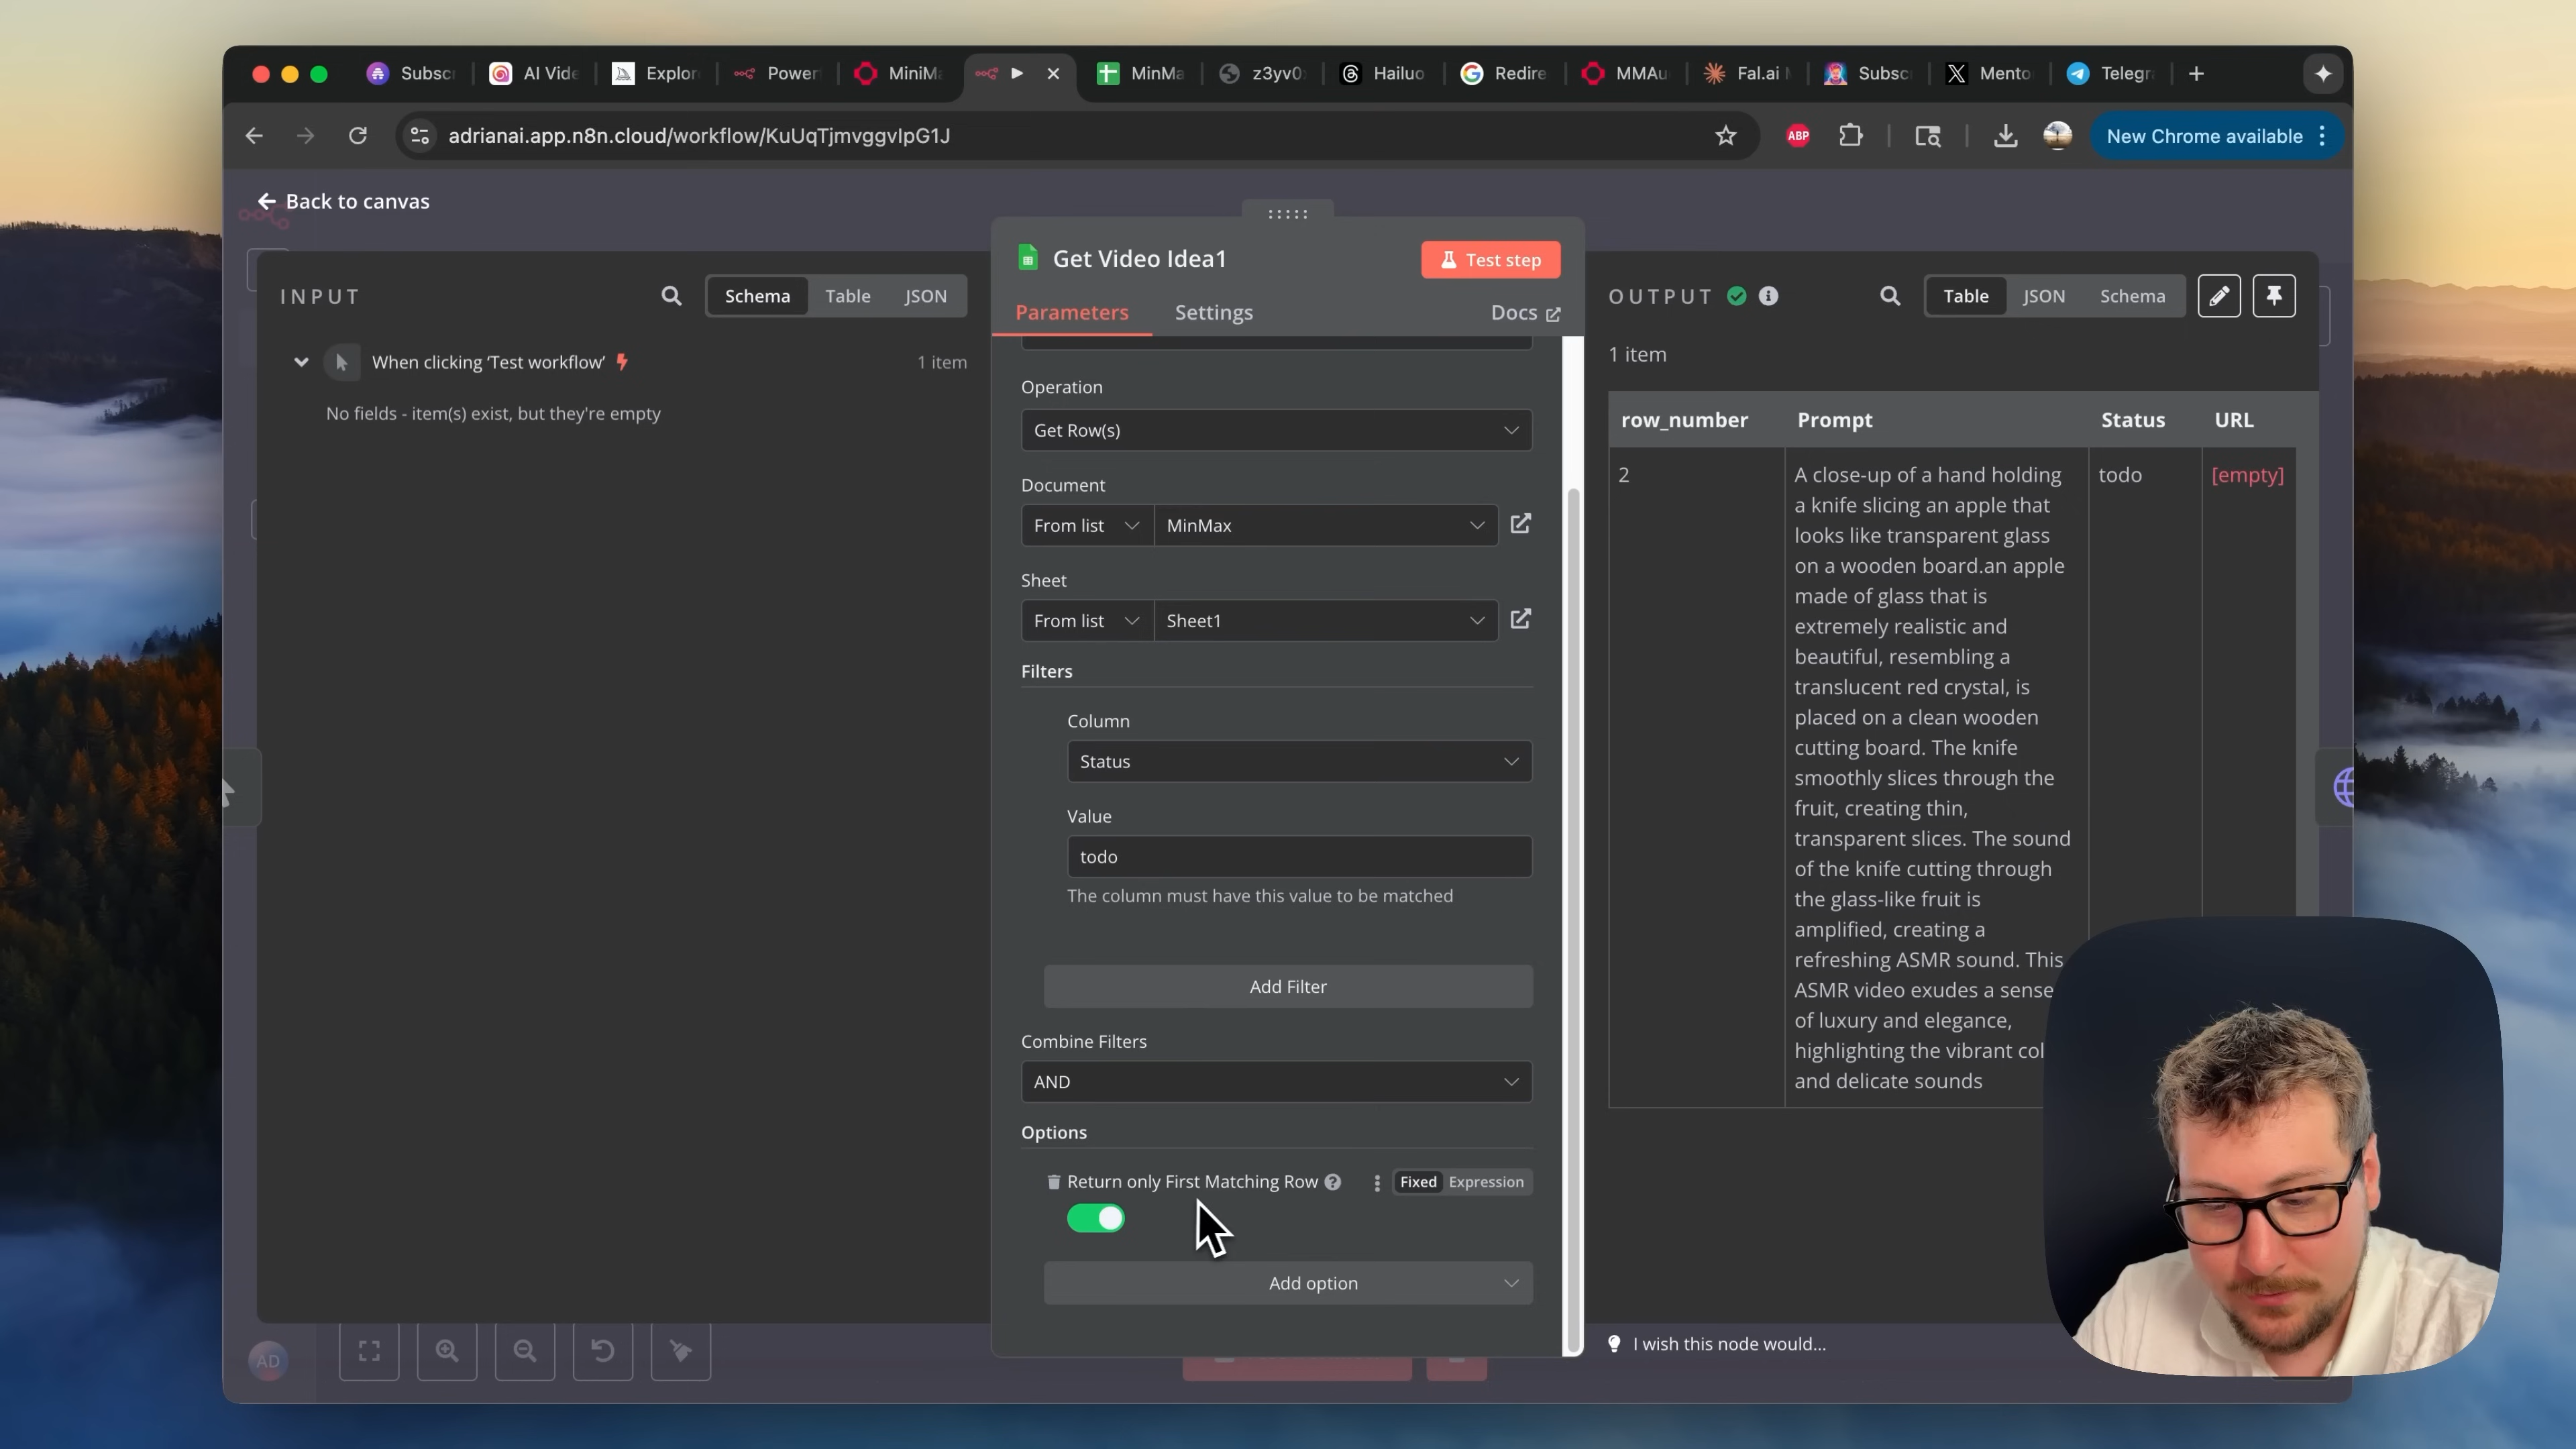 Subsc
AI Vide
Explor
Power
MiniMa
MinMa
z3yv0
Hailuo
Redire
MMAu
Fal.ai
Subsc
Mento
Telegr
adrianai.app.n8n.cloud/workflow/KuUqTjmvggvIpG1J
ABP
New Chrome available
Back to canvas
INPUT
Schema
Table
JSON
When clicking ‘Test workflow’
1 item
No fields - item(s) exist, but they're empty
Get Video Idea1
Test step
Parameters
Settings
Docs
Operation
Get Row(s)
Document
From list
MinMax
Sheet
From list
Sheet1
Filters
Column
Status
Value
todo
The column must have this value to be matched
Add Filter
Combine Filters
AND
Options
Return only First Matching Row
Fixed
Expression
Add option
OUTPUT
Table
JSON
Schema
1 item
row_number
Prompt
Status
URL
2
A close-up of a hand holding
a knife slicing an apple that
looks like transparent glass
on a wooden board.an apple
made of glass that is
extremely realistic and
beautiful, resembling a
translucent red crystal, is
placed on a clean wooden
cutting board. The knife
smoothly slices through the
fruit, creating thin,
transparent slices. The sound
of the knife cutting through
the glass-like fruit is
amplified, creating a
refreshing ASMR sound. This
ASMR video exudes a sense
of luxury and elegance,
highlighting the vibrant col
and delicate sounds
todo
[empty]
I wish this node would...
AD